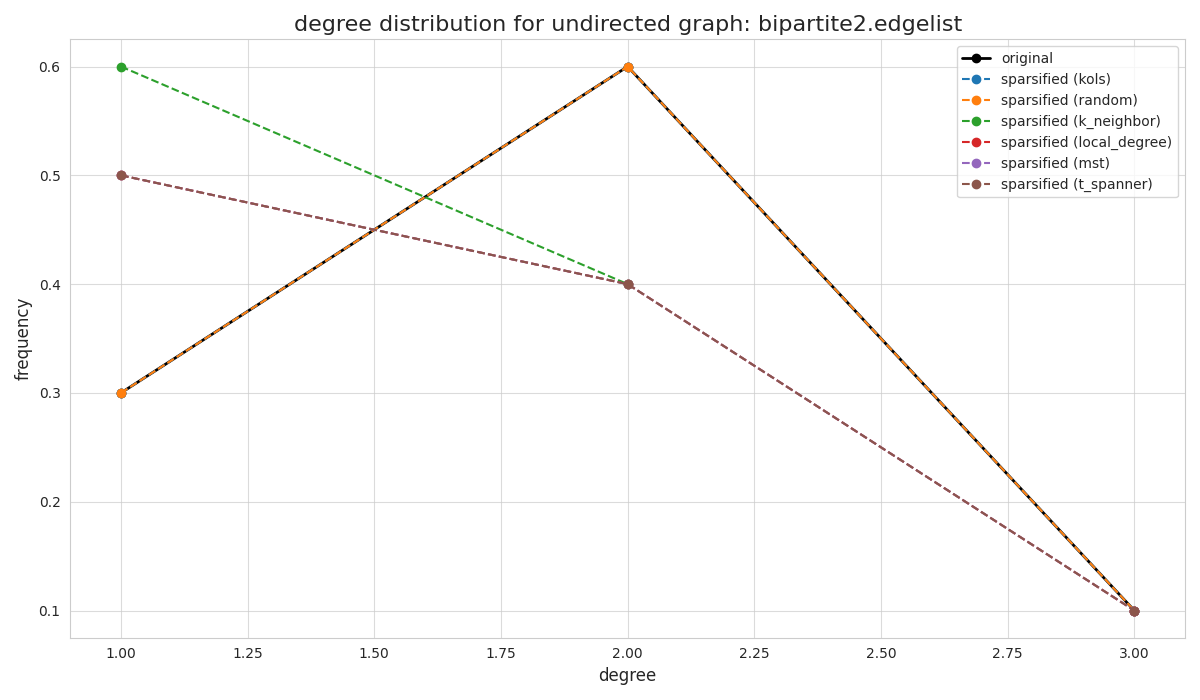 degree distribution for undirected graph: bipartite2.edgelist
original
sparsified (kols)
sparsified (random)
sparsified (k_neighbor)
sparsified (local_degree)
sparsified (mst)
sparsified (t_spanner)
frequency
0.6
0.5
0.4
0.3
0.2
0.1
1.00 1.25 1.50 1.75 2.00 2.25 2.50 2.75 3.00
degree